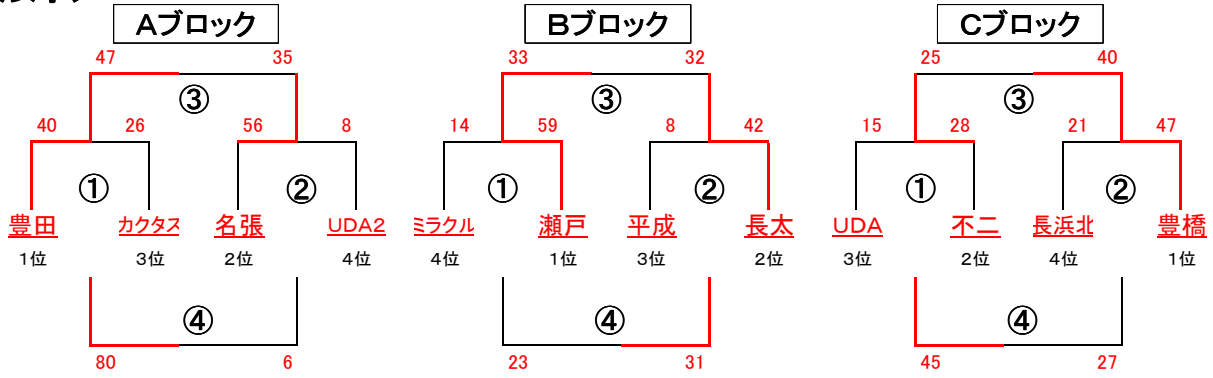 Aブロック Bブロック Cブロック
47 35 33 32 25 40
③ ③ ③
40 26 56 8 14 59 8 42 15 28 21 47
① ② ① ② ① ②
豊田 カクタス 名張 UDA2 ミラクル 瀬戸 平成 長太 UDA 不二 長浜北 豊橋
1位 3位 2位 4位 4位 1位 3位 2位 3位 2位 4位 1位
④ ④ ④
80 6 23 31 45 27